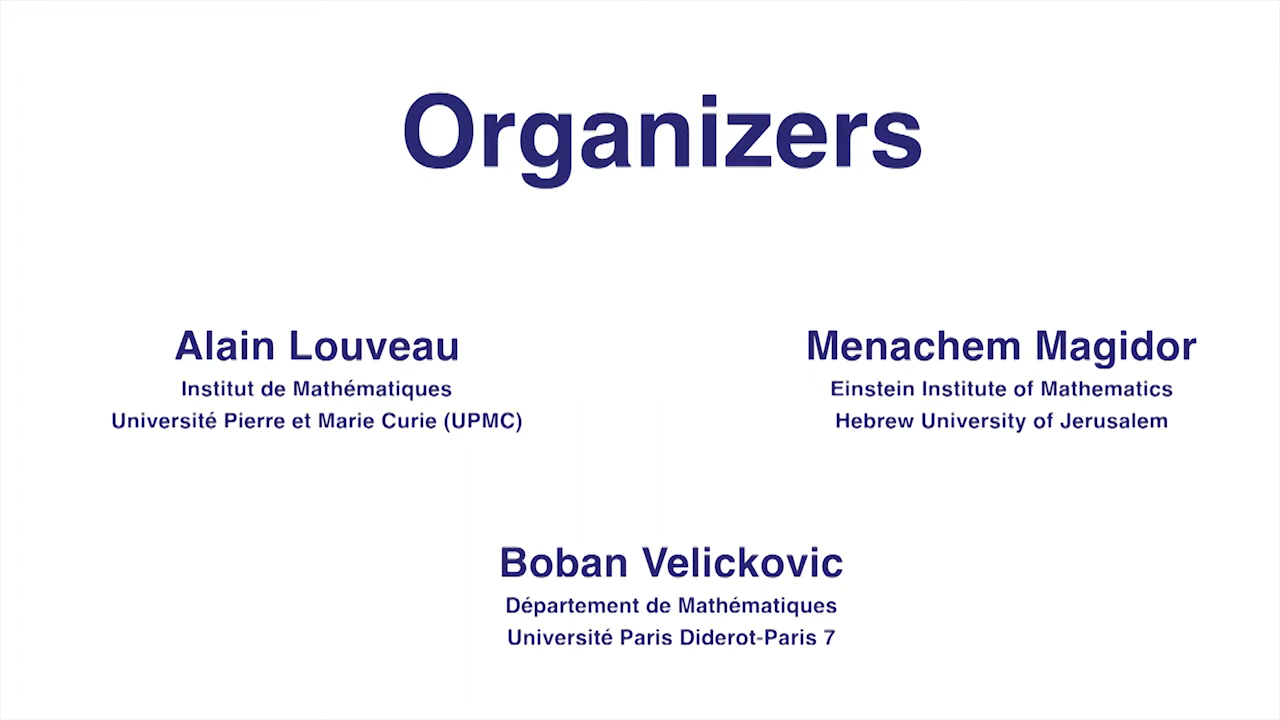 Organizers
Alain Louveau
Institut de Mathématiques
Université Pierre et Marie Curie (UPMC)
Menachem Magidor
Einstein Institute of Mathematics
Hebrew University of Jerusalem
Boban Velickovic
Département de Mathématiques
Université Paris Diderot-Paris 7